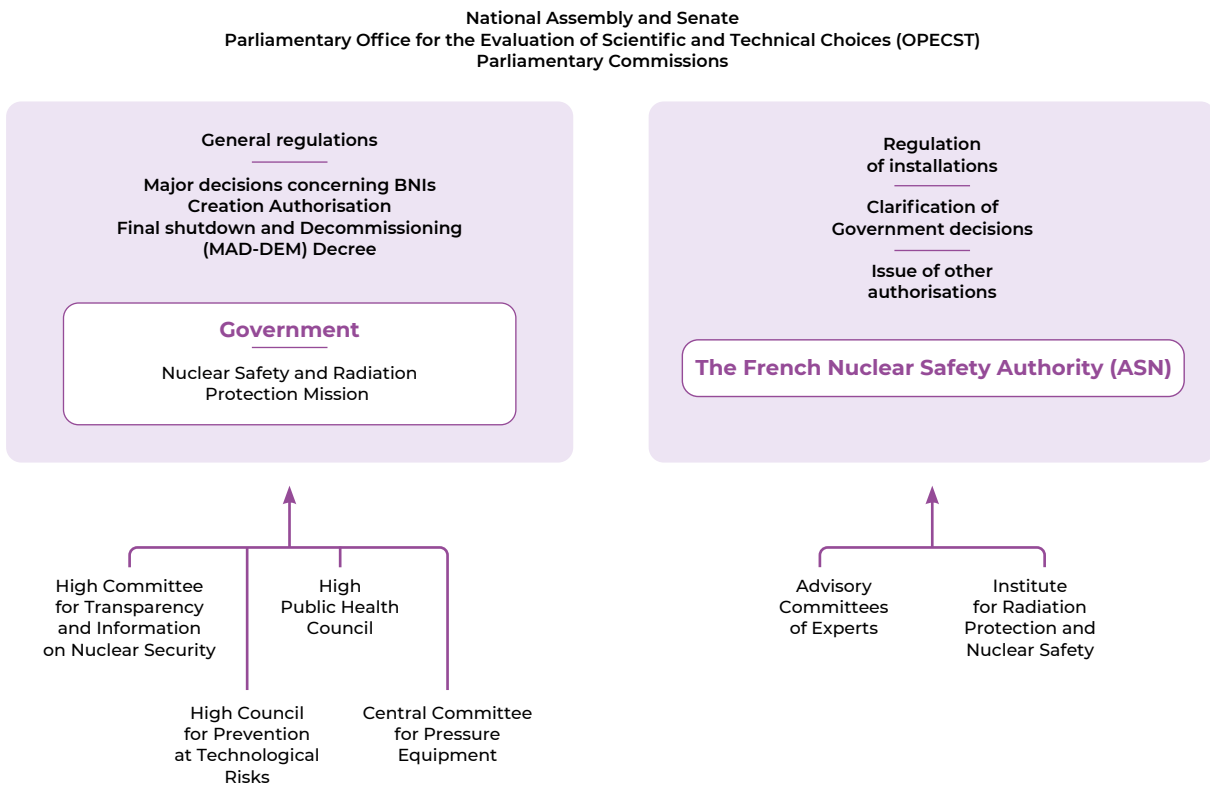 National Assembly and Senate
Parliamentary Office for the Evaluation of Scientific and Technical Choices (OPECST)
Parliamentary Commissions
General regulations
Major decisions concerning BNIs
Creation Authorisation
Final shutdown and Decommissioning
(MAD-DEM) Decree
Government
Nuclear Safety and Radiation
Protection Mission
Regulation
of installations
Clarification of
Government decisions
Issue of other
authorisations
The French Nuclear Safety Authority (ASN)
High Committee
for Transparency
and Information
on Nuclear Security
High
Public Health
Council
High Council
for Prevention
at Technological
Risks
Central Committee
for Pressure
Equipment
Advisory
Committees
of Experts
Institute
for Radiation
Protection and
Nuclear Safety